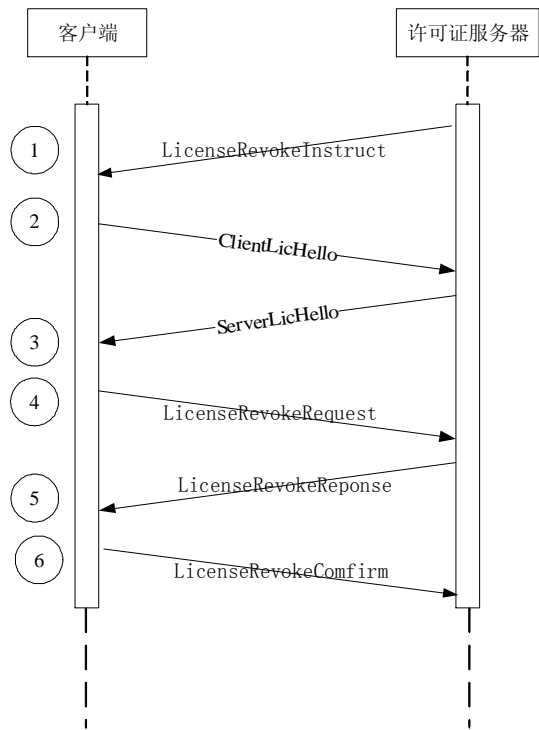 客户端
许可证服务器
1
LicenseRevokeInstruct
2
ClientLicHello
ServerLicHello
3
4
LicenseRevokeRequest
LicenseRevokeReponse
5
6
LicenseRevokeComfirm